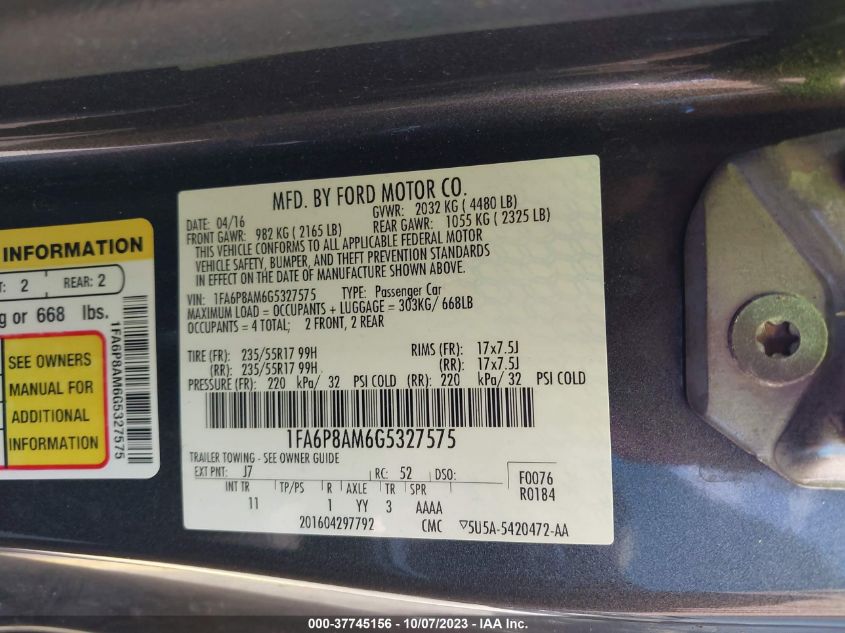 INFORMATION
T: 2 REAR: 2
g or 668 lbs.
SEE OWNERS
MANUAL FOR
ADDITIONAL
INFORMATION
1FA6P8AM6G5327575
MFD. BY FORD MOTOR CO.
DATE: 04/16 GVWR: 2032 KG ( 4480 LB)
FRONT GAWR: 982 KG ( 2165 LB) REAR GAWR: 1055 KG ( 2325 LB)
THIS VEHICLE CONFORMS TO ALL APPLICABLE FEDERAL MOTOR
VEHICLE SAFETY, BUMPER, AND THEFT PREVENTION STANDARDS
IN EFFECT ON THE DATE OF MANUFACTURE SHOWN ABOVE.
VIN: 1FA6P8AM6G5327575 TYPE: Passenger Car
MAXIMUM LOAD = OCCUPANTS + LUGGAGE = 303KG/ 668LB
OCCUPANTS = 4 TOTAL; 2 FRONT, 2 REAR
TIRE (FR): 235/55R17 99H RIMS (FR): 17x7.5J
(RR): 235/55R17 99H (RR): 17x7.5J
PRESSURE (FR): 220 kPa/ 32 PSI COLD (RR): 220 kPa/ 32 PSI COLD
1FA6P8AM6G5327575
TRAILER TOWING - SEE OWNER GUIDE
EXT PNT: J7 RC: 52 DSO: F0076
INT TR TP/PS R AXLE TR SPR R0184
11 1 YY 3 AAAA
201604297792 CMC ▽5U5A-5420472-AA
000-37745156 - 10/07/2023 - IAA Inc.